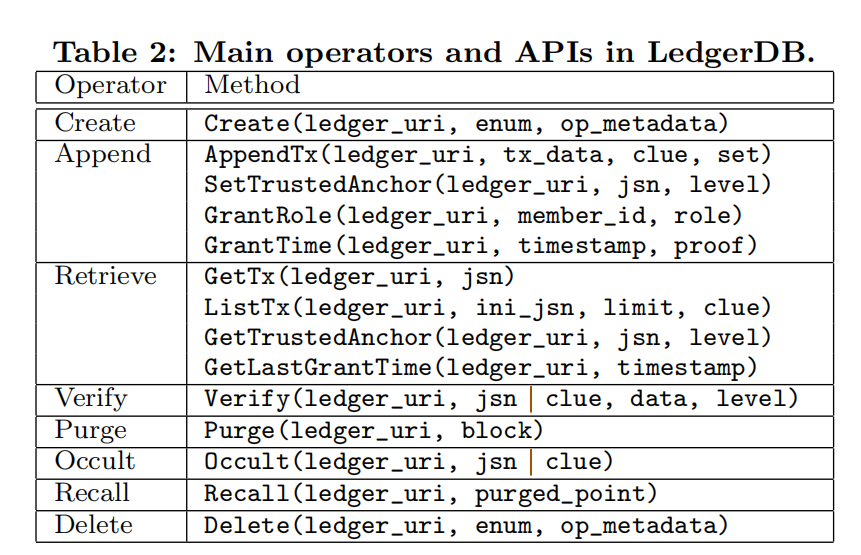 Table 2: Main operators and APIs in LedgerDB.
Operator Method
Create Create(ledger_uri, enum, op_metadata)
Append AppendTx(ledger_uri, tx_data, clue, set)
SetTrustedAnchor(ledger_uri, jsn, level)
GrantRole(ledger_uri, member_id, role)
GrantTime(ledger_uri, timestamp, proof)
Retrieve GetTx(ledger_uri, jsn)
ListTx(ledger_uri, ini_jsn, limit, clue)
GetTrustedAnchor(ledger_uri, jsn, level)
GetLastGrantTime(ledger_uri, timestamp)
Verify Verify(ledger_uri, jsn | clue, data, level)
Purge Purge(ledger_uri, block)
Occult Occult(ledger_uri, jsn | clue)
Recall Recall(ledger_uri, purged_point)
Delete Delete(ledger_uri, enum, op_metadata)